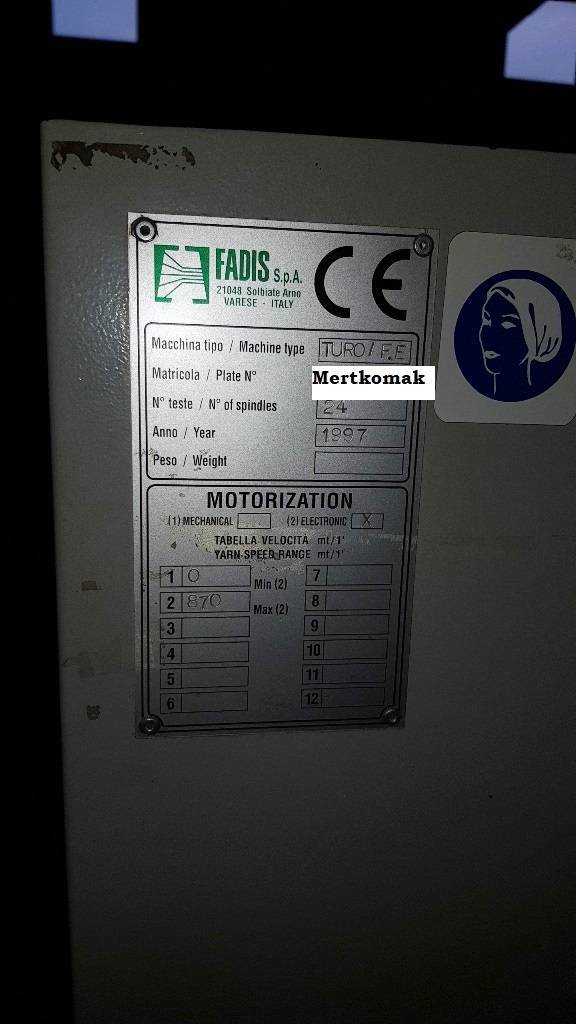 FADIS S.p.A.
21048 Solbiate Arno
VARESE - ITALY
CE
Macchina tipo / Machine type TURO/F.E
Matricola / Plate N° Mertkomak
N° teste / N° of spindles 24
Anno / Year 1997
Peso / Weight
MOTORIZATION
(1) MECHANICAL (2) ELECTRONIC X
TABELLA VELOCITÀ mt/1'
YARN-SPEED RANGE mt/1'
1 0 Min (2) 7
2 870 Max (2) 8
3 9
4 10
5 11
6 12